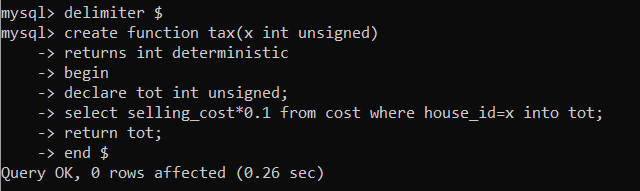 mysql> delimiter $
mysql> create function tax(x int unsigned)
    -> returns int deterministic
    -> begin
    -> declare tot int unsigned;
    -> select selling_cost*0.1 from cost where house_id=x into tot;
    -> return tot;
    -> end $
Query OK, 0 rows affected (0.26 sec)